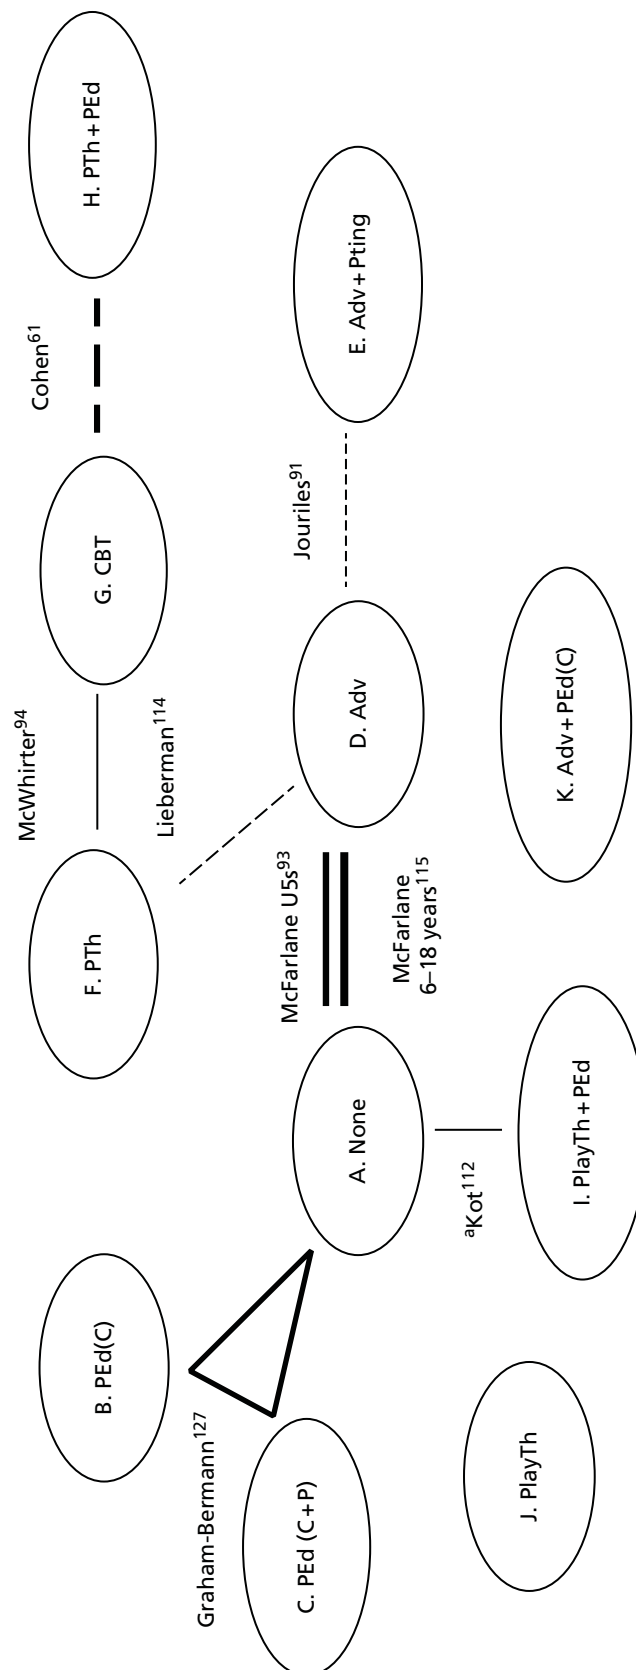 B. PEd(C)
Graham-Bermann127
C. PEd (C + P)
J. PlayTh
A. None
aKot112
I. PlayTh + PEd
F. PTh
McFarlane U5s93
McFarlane
6–18 years115
McWhirter94
Lieberman114
G. CBT
D. Adv
K. Adv + PEd(C)
Cohen61
Jouriles91
H. PTh + PEd
E. Adv + Pting